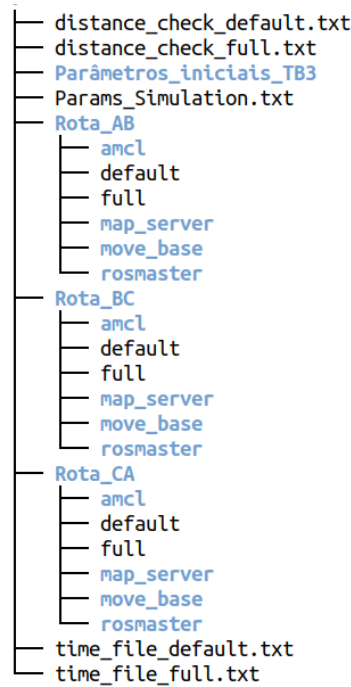 distance_check_default.txt
distance_check_full.txt
Parâmetros_iniciais_TB3
Params_Simulation.txt
Rota_AB
amcl
default
full
map_server
move_base
rosmaster
Rota_BC
amcl
default
full
map_server
move_base
rosmaster
Rota_CA
amcl
default
full
map_server
move_base
rosmaster
time_file_default.txt
time_file_full.txt